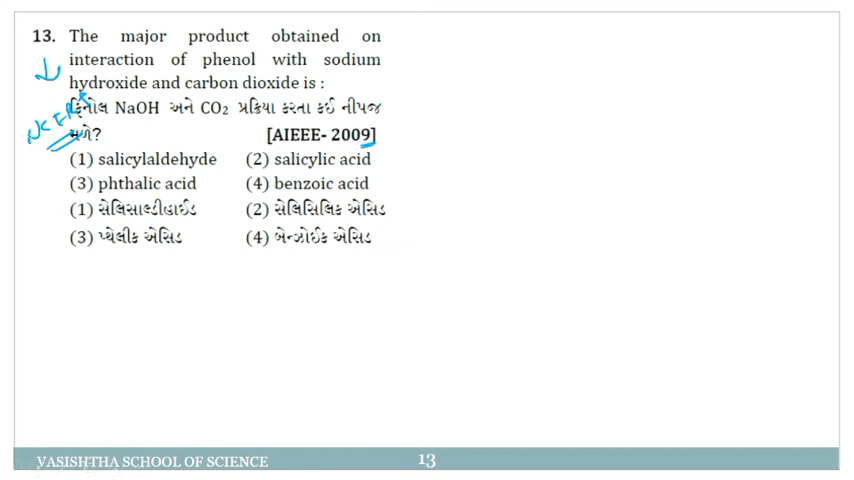 13. The major product obtained on
interaction of phenol with sodium
hydroxide and carbon dioxide is :
ફિનોલ NaOH અને CO₂ પ્રક્રિયા કરતા કઈ નીપજ
મળે? [AIEEE- 2009]
NCERT
(1) salicylaldehyde (2) salicylic acid
(3) phthalic acid (4) benzoic acid
(1) સેલિસાલ્ડીહાઈડ (2) સેલિસિલિક એસિડ
(3) પ્થેલીક એસિડ (4) બેન્ઝોઈક એસિડ
VASISHTHA SCHOOL OF SCIENCE 13